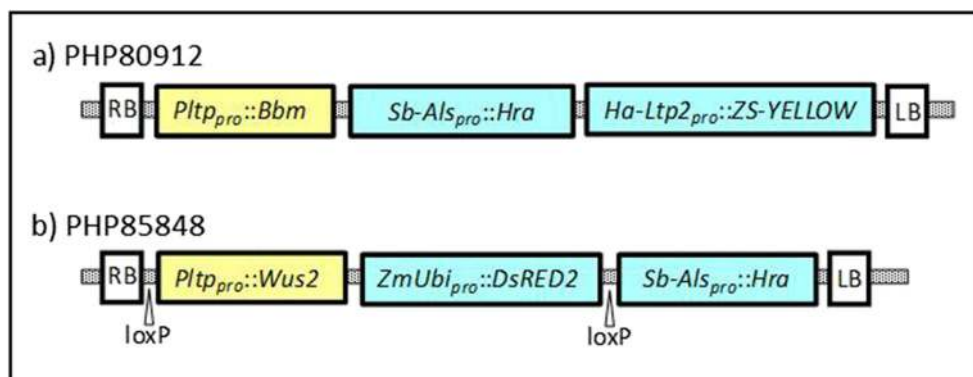 a) PHP80912
RB Pltppro::Bbm Sb-Alspro::Hra Ha-Ltp2pro::ZS-YELLOW LB
b) PHP85848
RB Pltppro::Wus2 ZmUbipro::DsRED2 Sb-Alspro::Hra LB
loxP loxP